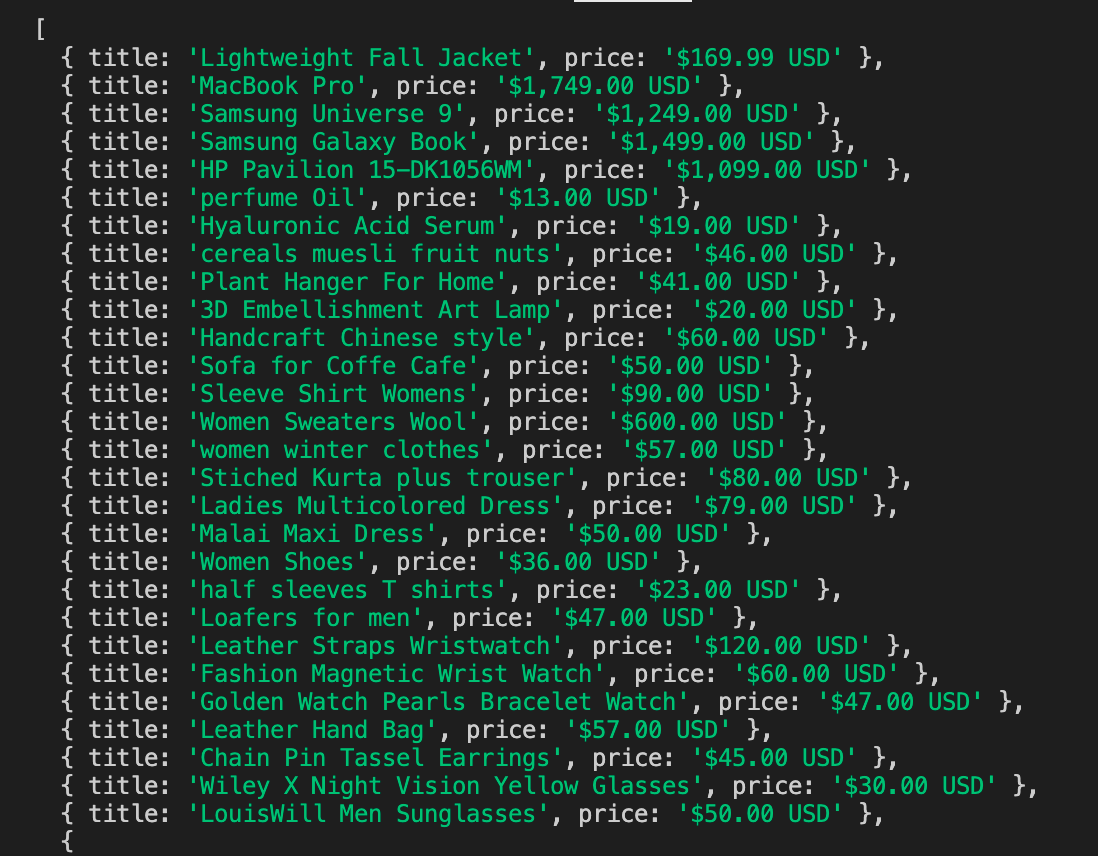 [
{ title: 'Lightweight Fall Jacket', price: '$169.99 USD' },
{ title: 'MacBook Pro', price: '$1,749.00 USD' },
{ title: 'Samsung Universe 9', price: '$1,249.00 USD' },
{ title: 'Samsung Galaxy Book', price: '$1,499.00 USD' },
{ title: 'HP Pavilion 15-DK1056WM', price: '$1,099.00 USD' },
{ title: 'perfume Oil', price: '$13.00 USD' },
{ title: 'Hyaluronic Acid Serum', price: '$19.00 USD' },
{ title: 'cereals muesli fruit nuts', price: '$46.00 USD' },
{ title: 'Plant Hanger For Home', price: '$41.00 USD' },
{ title: '3D Embellishment Art Lamp', price: '$20.00 USD' },
{ title: 'Handcraft Chinese style', price: '$60.00 USD' },
{ title: 'Sofa for Coffe Cafe', price: '$50.00 USD' },
{ title: 'Sleeve Shirt Womens', price: '$90.00 USD' },
{ title: 'Women Sweaters Wool', price: '$600.00 USD' },
{ title: 'women winter clothes', price: '$57.00 USD' },
{ title: 'Stiched Kurta plus trouser', price: '$80.00 USD' },
{ title: 'Ladies Multicolored Dress', price: '$79.00 USD' },
{ title: 'Malai Maxi Dress', price: '$50.00 USD' },
{ title: 'Women Shoes', price: '$36.00 USD' },
{ title: 'half sleeves T shirts', price: '$23.00 USD' },
{ title: 'Loafers for men', price: '$47.00 USD' },
{ title: 'Leather Straps Wristwatch', price: '$120.00 USD' },
{ title: 'Fashion Magnetic Wrist Watch', price: '$60.00 USD' },
{ title: 'Golden Watch Pearls Bracelet Watch', price: '$47.00 USD' },
{ title: 'Leather Hand Bag', price: '$57.00 USD' },
{ title: 'Chain Pin Tassel Earrings', price: '$45.00 USD' },
{ title: 'Wiley X Night Vision Yellow Glasses', price: '$30.00 USD' },
{ title: 'LouisWill Men Sunglasses', price: '$50.00 USD' },
{